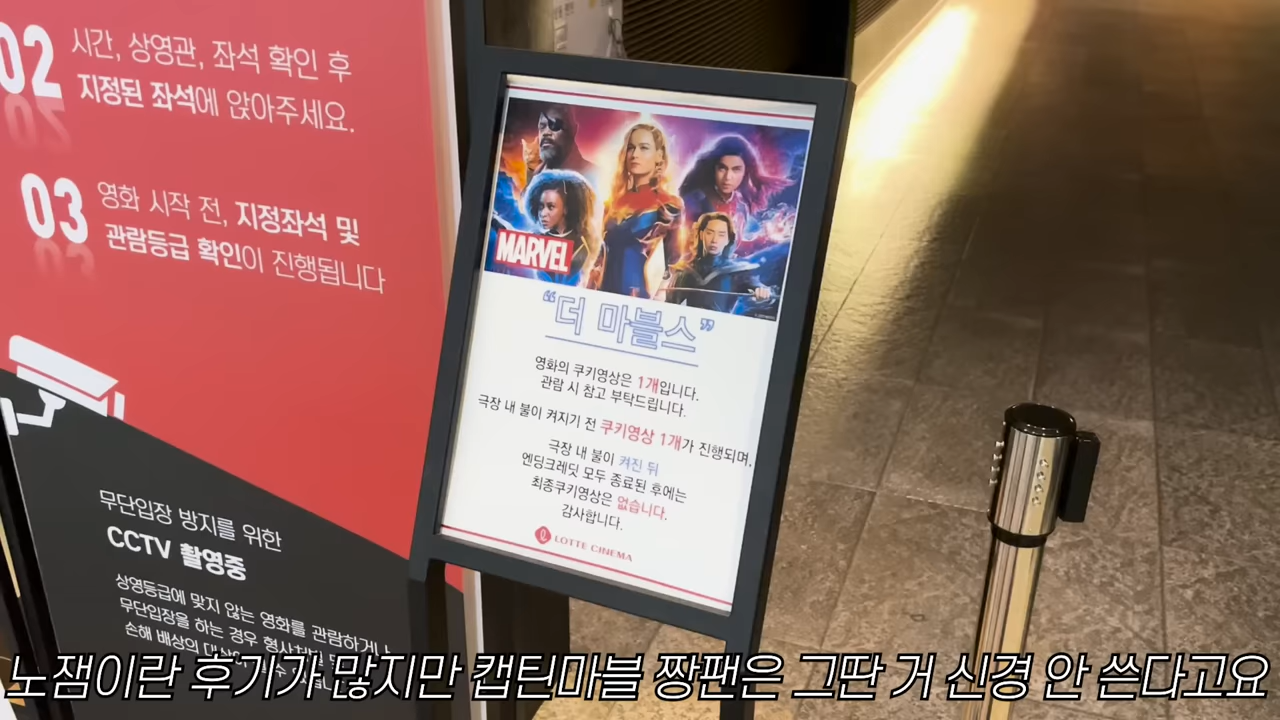 02
시간, 상영관, 좌석 확인 후
지정된 좌석에 앉아주세요.
03
영화 시작 전, 지정좌석 및
관람등급 확인이 진행됩니다
무단입장 방지를 위한
CCTV 촬영중
상영등급에 맞지 않는 영화를 관람하거나
무단입장을 하는 경우 형사처벌 및
손해 배상의
MARVEL
“더 마블스”
영화의 쿠키영상은 1개입니다.
관람 시 참고 부탁드립니다.
극장 내 불이 켜지기 전 쿠키영상 1개가 진행되며,
극장 내 불이 켜진 뒤
엔딩크레딧 모두 종료된 후에는
최종쿠키영상은 없습니다.
감사합니다.
LOTTE CINEMA
노잼이란 후기가 많지만 캡틴마블 짱팬은 그딴 거 신경 안 쓴다고요